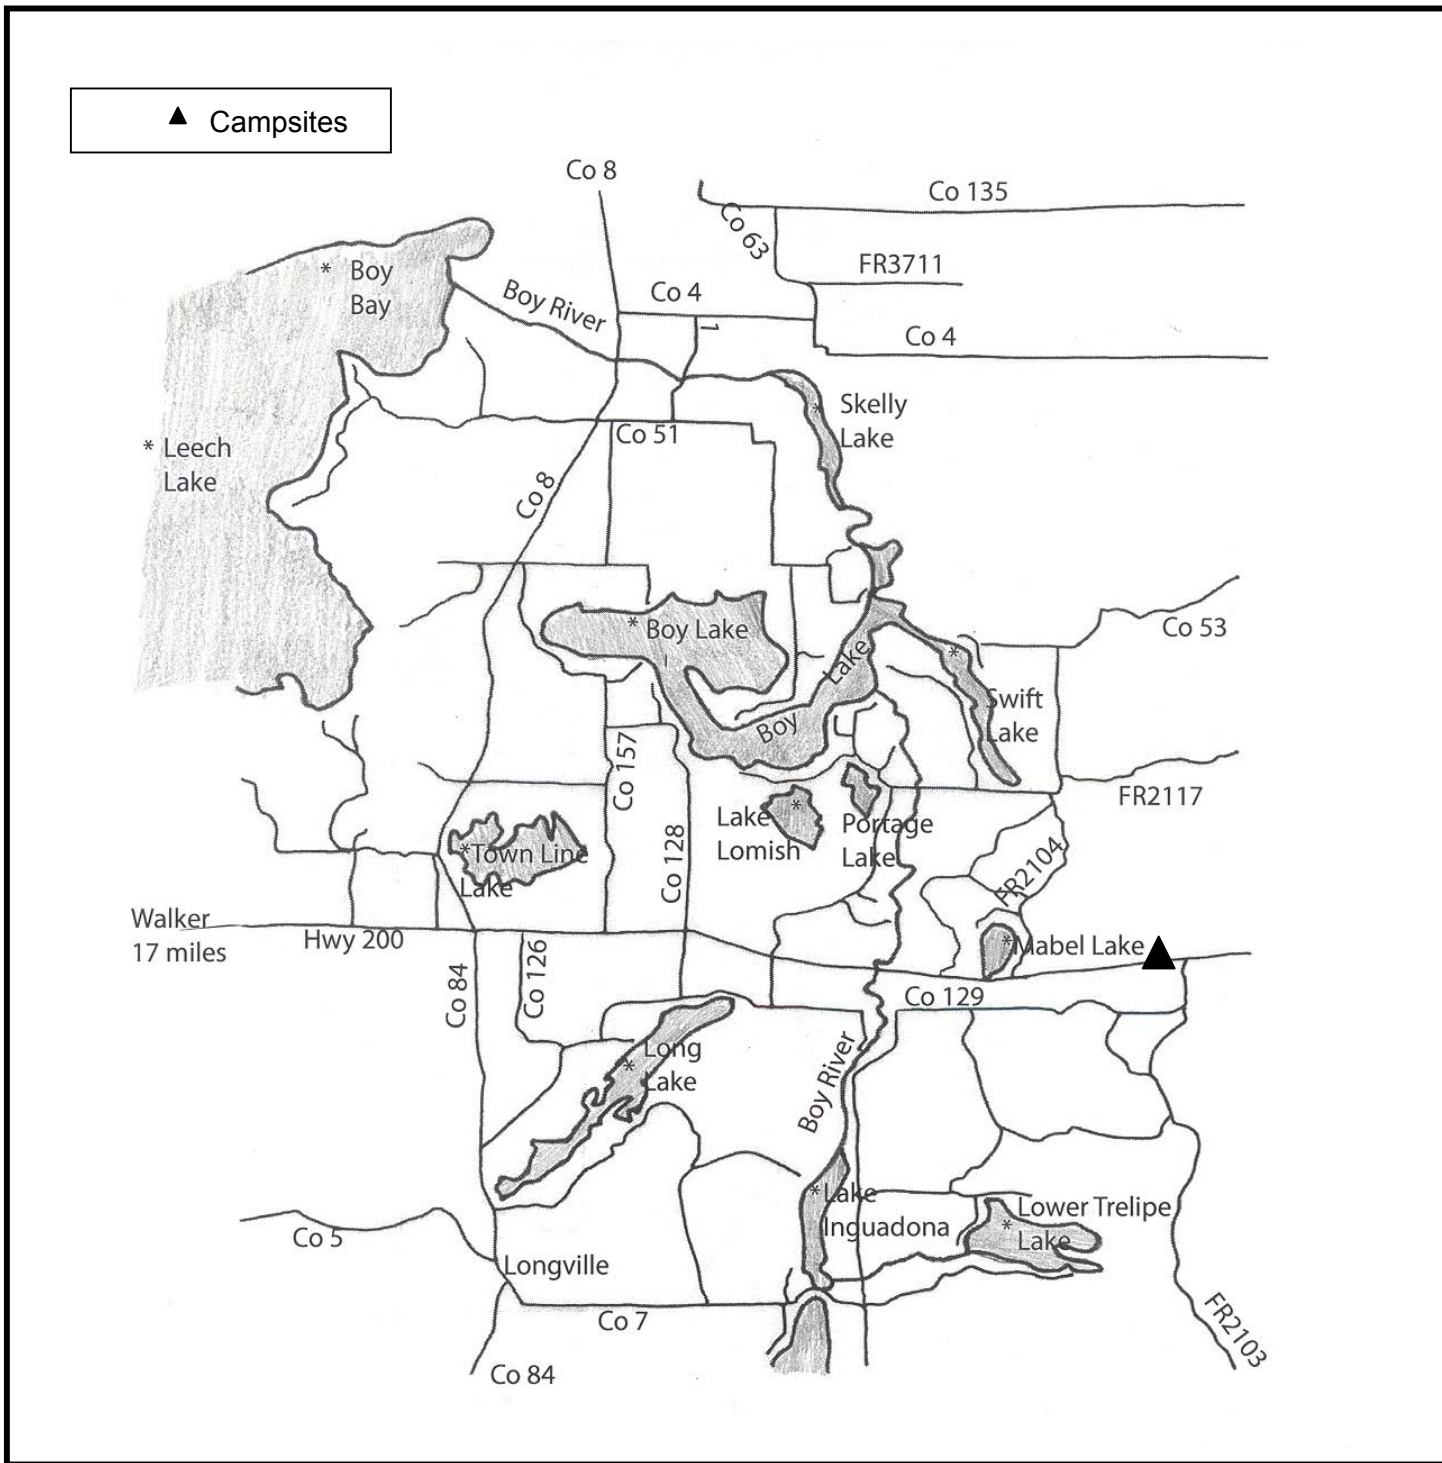 ▲ Campsites
Co 8
Co 135
Co 63
FR3711
* Boy
Bay
Boy River
Co 4
1
Co 4
* Skelly
Lake
Co 51
* Leech
Lake
Co 8
* Boy Lake
Co 53
Lake
* Swift
Lake
Boy
Co 157
FR2117
Lake *
Lomish
Portage
Lake
Co 128
*Town Line
Lake
FR2104
Walker
17 miles
Hwy 200
*Mabel Lake
Co 126
Co 84
Co 129
* Long
Lake
Boy River
*Lake
Inguadona
* Lower Trelipe
Lake
Co 5
Longville
Co 7
FR2103
Co 84